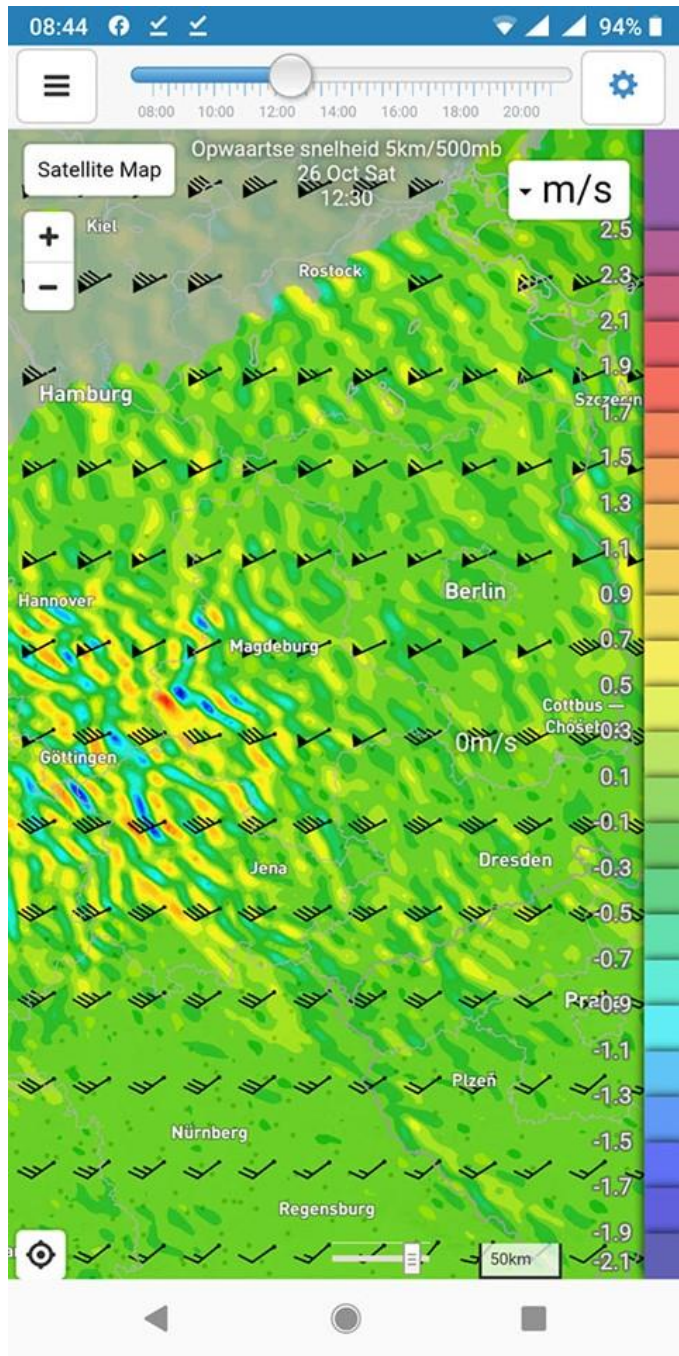 08:44
94%
08:00 10:00 12:00 14:00 16:00 18:00 20:00
Satellite Map
Opwaartse snelheid 5km/500mb
26 Oct Sat
12:30
m/s
+
−
Kiel
Rostock
Hamburg
Szczecin
Hannover
Berlin
Magdeburg
Cottbus —
Göttingen
0m/s
Jena
Dresden
Plzeň
Nürnberg
Regensburg
50km
2.5
2.3
2.1
1.9
1.7
1.5
1.3
1.1
0.9
0.7
0.5
0.3
0.1
-0.1
-0.3
-0.5
-0.7
-0.9
-1.1
-1.3
-1.5
-1.7
-1.9
-2.1